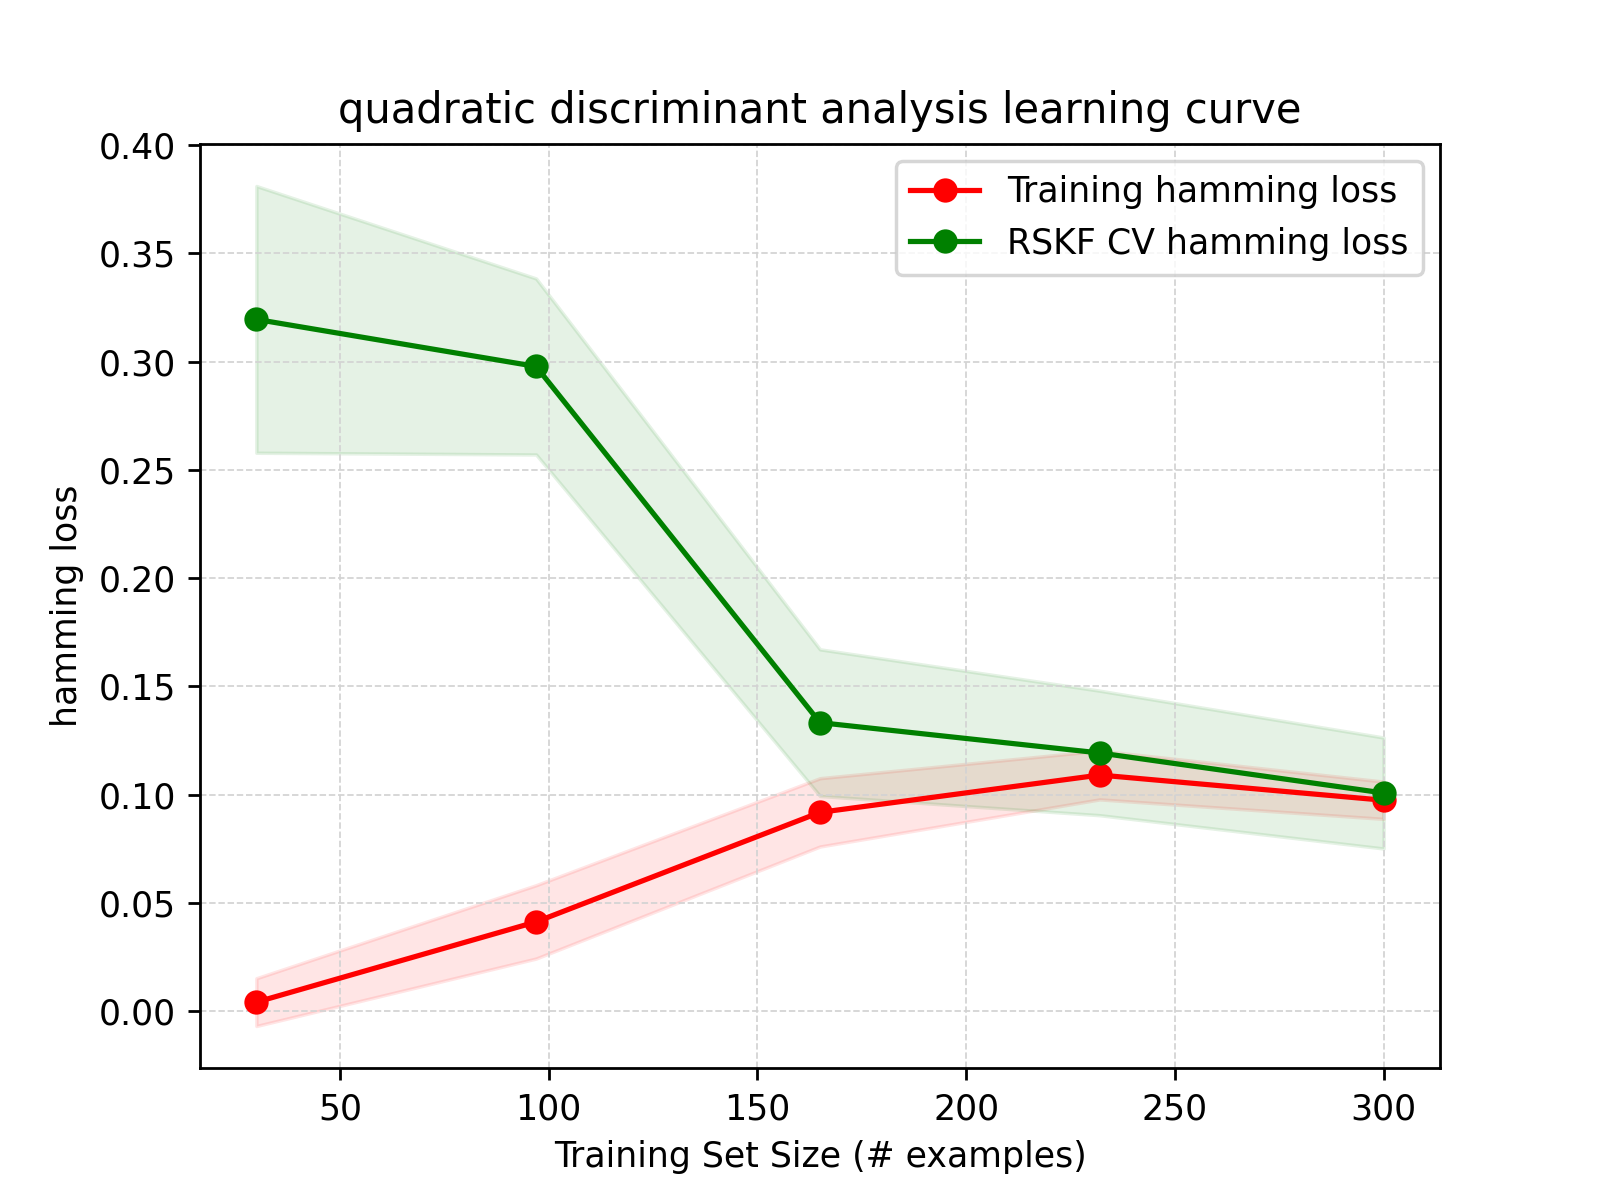 quadratic discriminant analysis learning curve
Training hamming loss
RSKF CV hamming loss
hamming loss
0.40
0.35
0.30
0.25
0.20
0.15
0.10
0.05
0.00
50 100 150 200 250 300
Training Set Size (# examples)